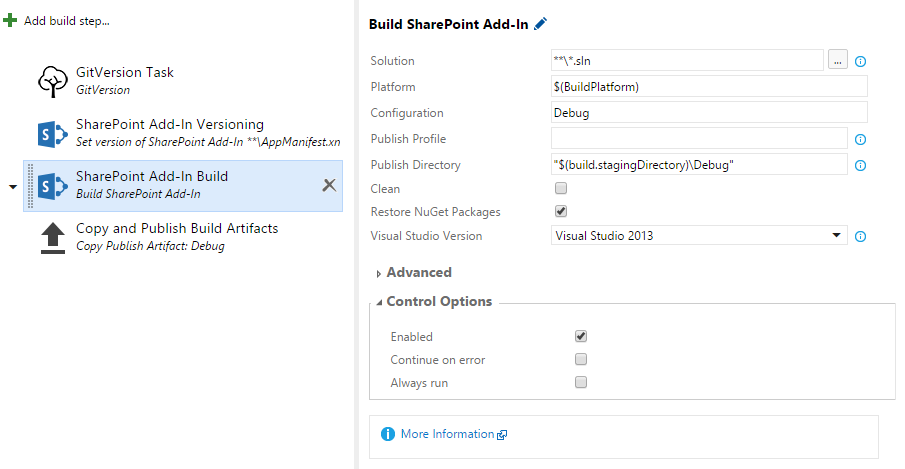 Add build step...
GitVersion Task
GitVersion
SharePoint Add-In Versioning
Set version of SharePoint Add-In **\AppManifest.xn
SharePoint Add-In Build
Build SharePoint Add-In
Copy and Publish Build Artifacts
Copy Publish Artifact: Debug
Build SharePoint Add-In
Solution **\*.sln ...
Platform $(BuildPlatform)
Configuration Debug
Publish Profile
Publish Directory "$(build.stagingDirectory)\Debug"
Clean
Restore NuGet Packages
Visual Studio Version Visual Studio 2013
Advanced
Control Options
Enabled
Continue on error
Always run
More Information